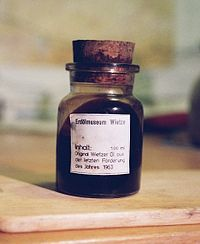 Erdölmuseum Wietze
Inhalt: 100 ml
Original Wietzer Öl aus
der letzten Förderung
des Jahres 1963